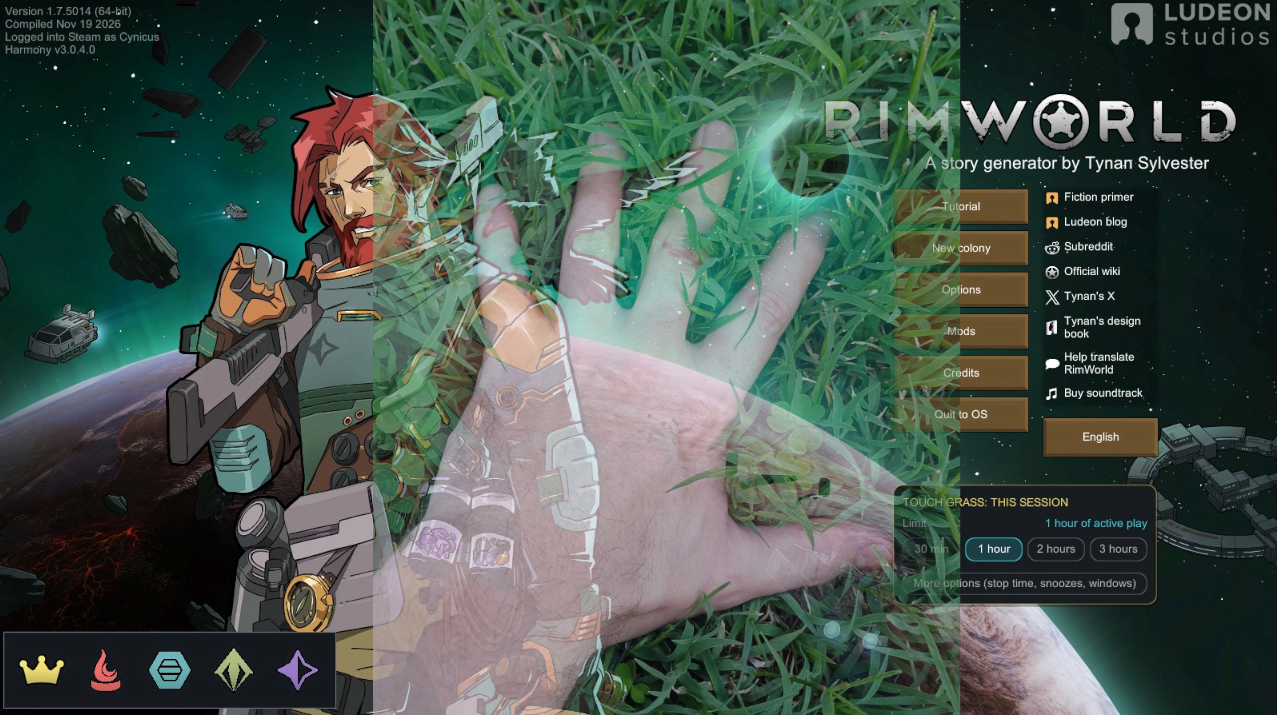 Version 1.7.5014 (64-bit)
Compiled Nov 19 2026
Logged into Steam as Cynicus
Harmony v3.0.4.0
LUDEON
studios
RIMWORLD
A story generator by Tynan Sylvester
Tutorial
New colony
Options
Mods
Credits
Quit to OS
Fiction primer
Ludeon blog
Subreddit
Official wiki
Tynan's X
Tynan's design
book
Help translate
RimWorld
Buy soundtrack
English
TOUCH GRASS: THIS SESSION
Limit
1 hour of active play
30 min
1 hour
2 hours
3 hours
More options (stop time, snoozes, windows)